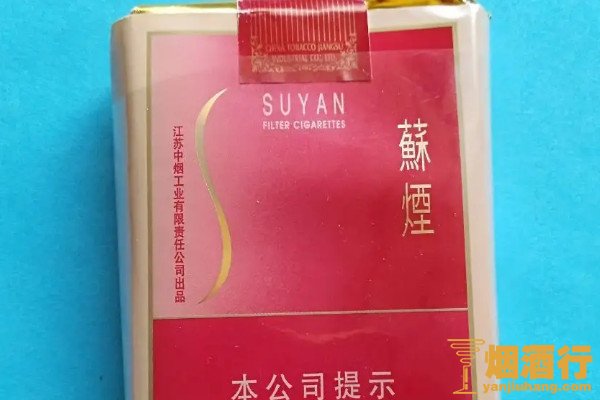 CHINA TOBACCO JIANGSU
INDUSTRIAL CO., LTD.
SUYAN
FILTER CIGARETTES
蘇煙
江苏中烟工业有限责任公司出品
本公司提示
烟酒行
yanjiuhang.com